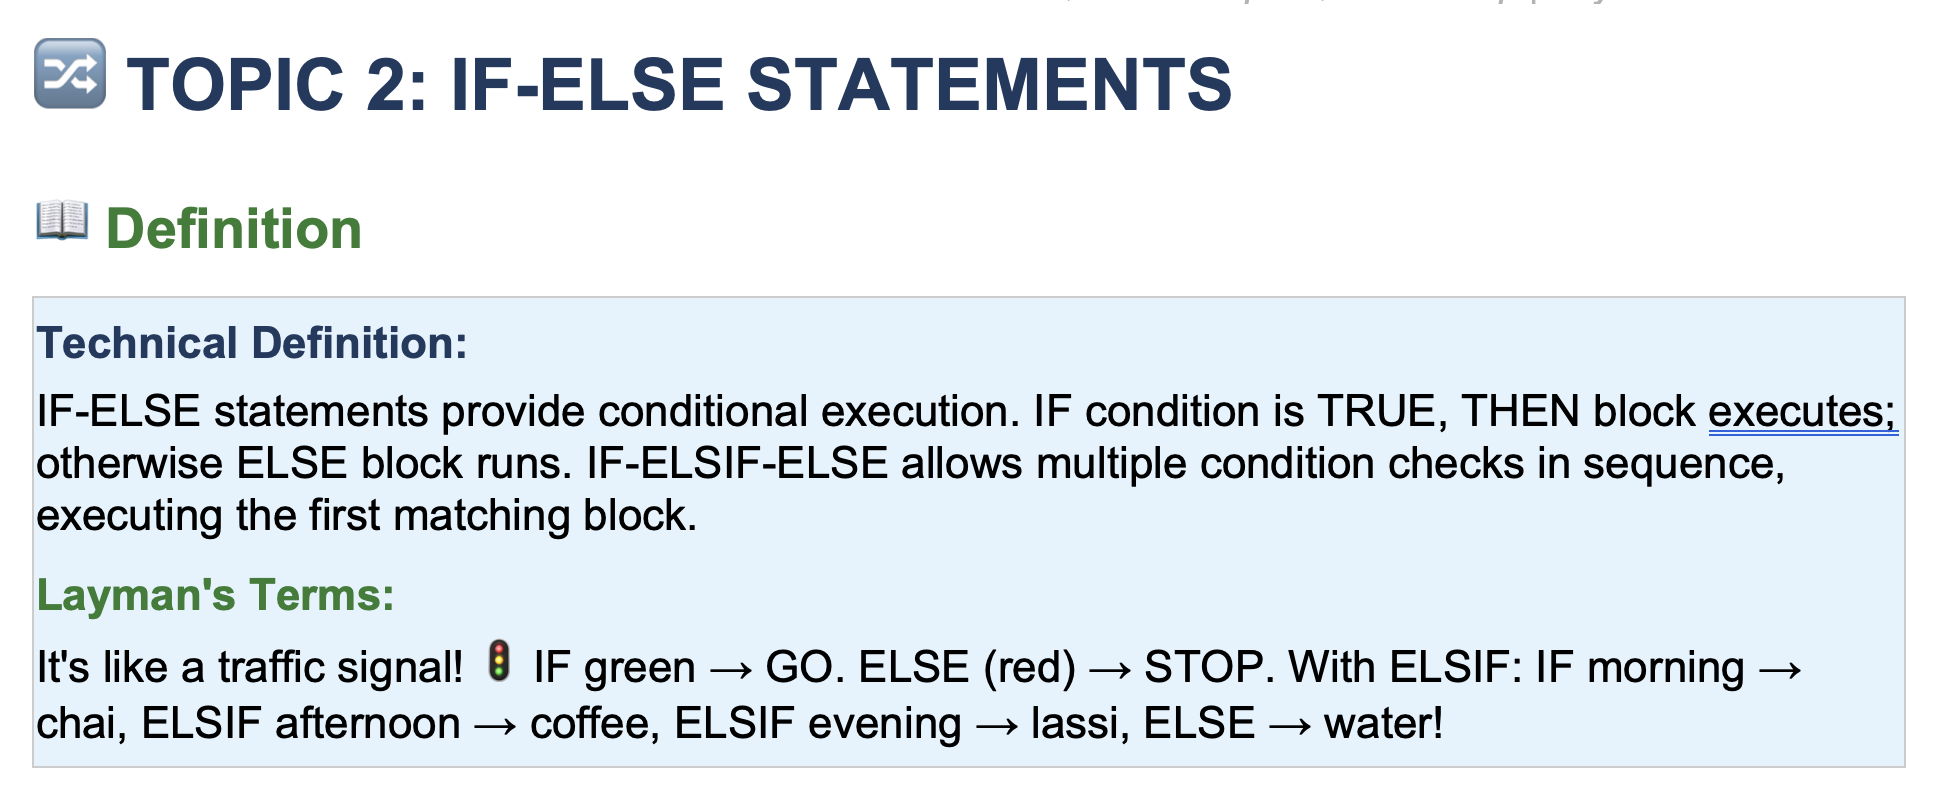 🔀 TOPIC 2: IF-ELSE STATEMENTS
📖 Definition
Technical Definition:
IF-ELSE statements provide conditional execution. IF condition is TRUE, THEN block executes;
otherwise ELSE block runs. IF-ELSIF-ELSE allows multiple condition checks in sequence,
executing the first matching block.
Layman's Terms:
It's like a traffic signal! 🚦 IF green → GO. ELSE (red) → STOP. With ELSIF: IF morning →
chai, ELSIF afternoon → coffee, ELSIF evening → lassi, ELSE → water!